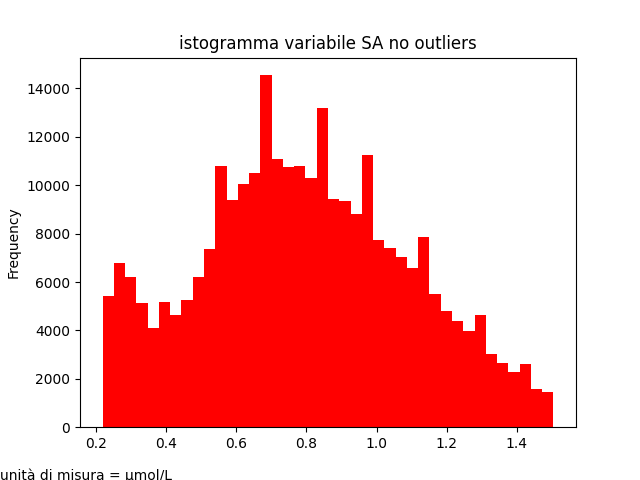 istogramma variabile SA no outliers
14000
12000
10000
8000
6000
4000
2000
0
Frequency
0.2 0.4 0.6 0.8 1.0 1.2 1.4
unità di misura = μmol/L